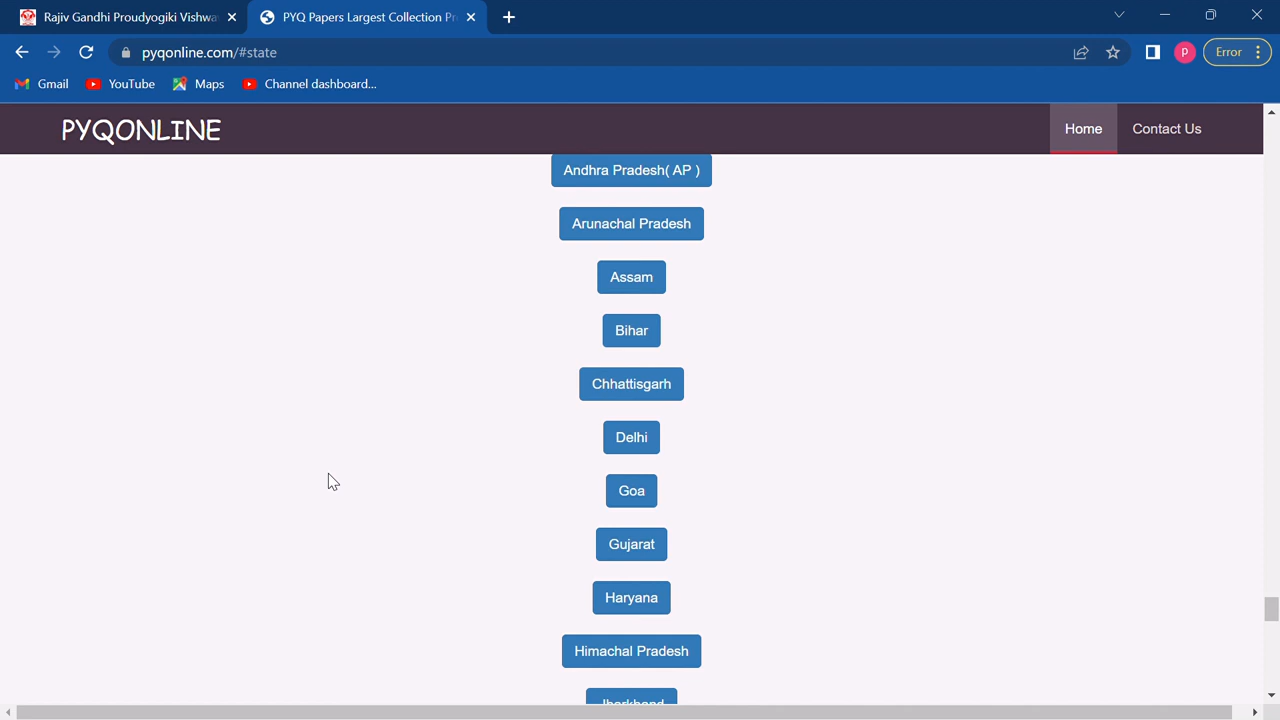 Rajiv Gandhi Proudyogiki Vishwa
PYQ Papers Largest Collection Pr
pyqonline.com/#state
P
Error
Gmail
YouTube
Maps
Channel dashboard...
PYQONLINE
Home
Contact Us
Andhra Pradesh( AP )
Arunachal Pradesh
Assam
Bihar
Chhattisgarh
Delhi
Goa
Gujarat
Haryana
Himachal Pradesh
Jharkhand